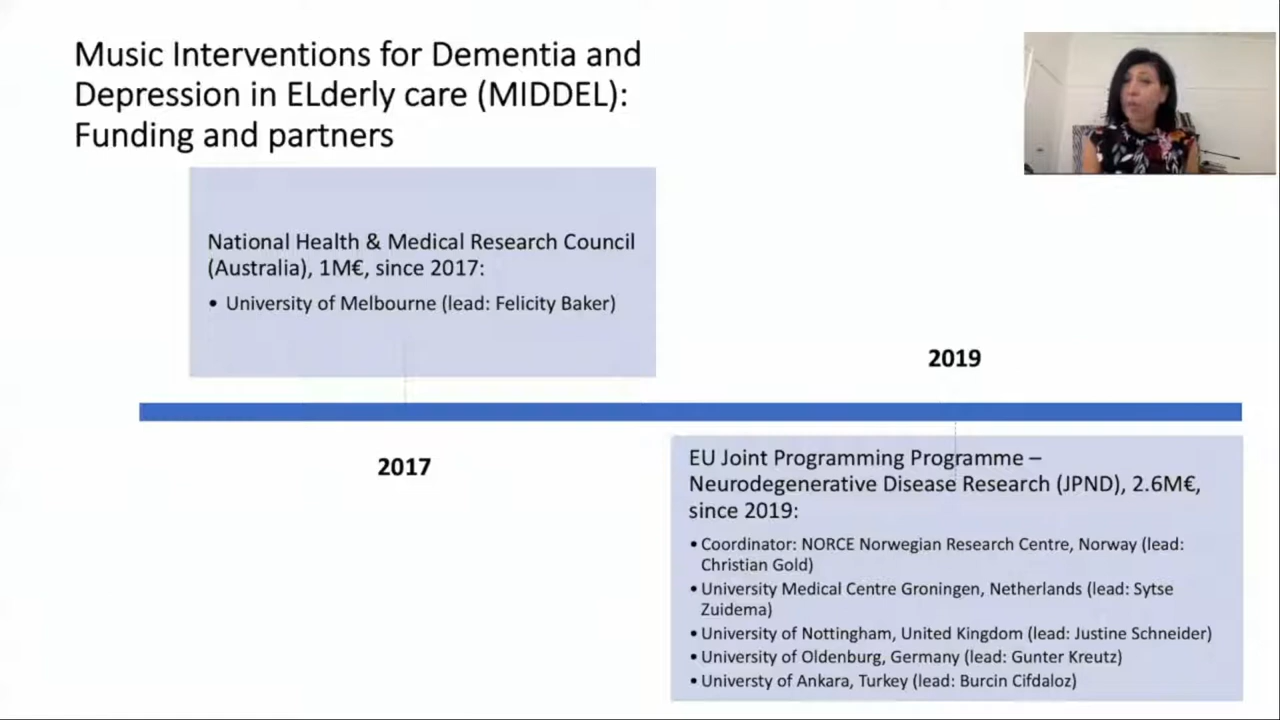 Music Interventions for Dementia and
Depression in ELderly care (MIDDEL):
Funding and partners
National Health & Medical Research Council
(Australia), 1M€, since 2017:
• University of Melbourne (lead: Felicity Baker)
2019
2017
EU Joint Programming Programme –
Neurodegenerative Disease Research (JPND), 2.6M€,
since 2019:
• Coordinator: NORCE Norwegian Research Centre, Norway (lead:
Christian Gold)
• University Medical Centre Groningen, Netherlands (lead: Sytse
Zuidema)
• University of Nottingham, United Kingdom (lead: Justine Schneider)
• University of Oldenburg, Germany (lead: Gunter Kreutz)
• Universty of Ankara, Turkey (lead: Burcin Cifdaloz)